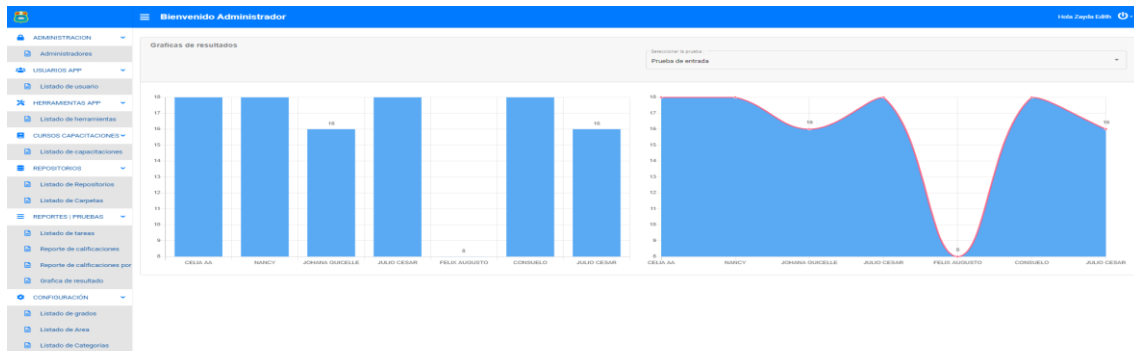 Bienvenido Administrador
Hola Zayda Edith
ADMINISTRACION
Administradores
USUARIOS APP
Listado de usuario
HERRAMIENTAS APP
Listado de herramientas
CURSOS CAPACITACIONES
Listado de capacitaciones
REPOSITORIOS
Listado de Repositorios
Listado de Carpetas
REPORTES | PRUEBAS
Listado de tareas
Reporte de calificaciones
Reporte de calificaciones por
Grafica de resultado
CONFIGURACIÓN
Listado de grados
Listado de Area
Listado de Categorias
Graficas de resultados
Seleccionar la prueba
Prueba de entrada
18
17
16
15
14
13
12
11
10
9
8
16
8
16
CELIA AA NANCY JOHANA GUICELLE JULIO CESAR FELIX AUGUSTO CONSUELO JULIO CESAR
18
17
16
15
14
13
12
11
10
9
8
16
8
16
CELIA AA NANCY JOHANA GUICELLE JULIO CESAR FELIX AUGUSTO CONSUELO JULIO CESAR